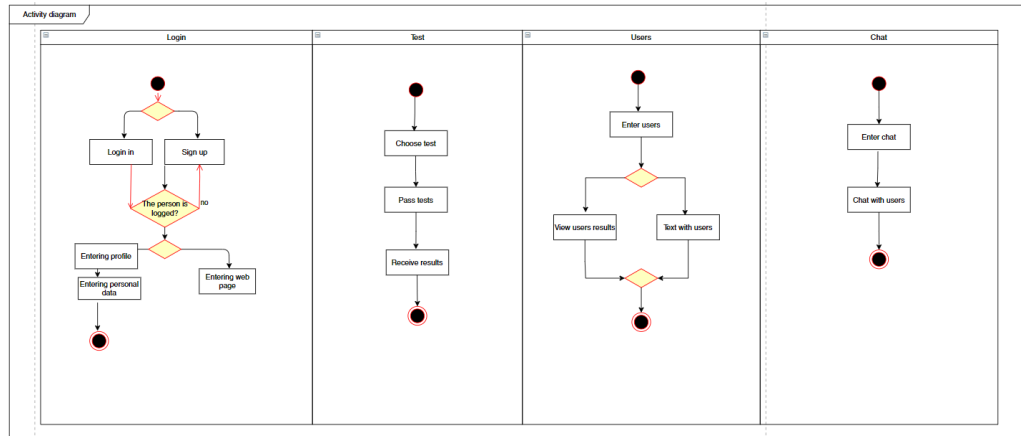 Activity diagram
Login
Test
Users
Chat
Login in
Sign up
The person is
logged?
no
Entering profile
Entering personal
data
Entering web
page
Choose test
Pass tests
Receive results
Enter users
View users results
Text with users
Enter chat
Chat with users